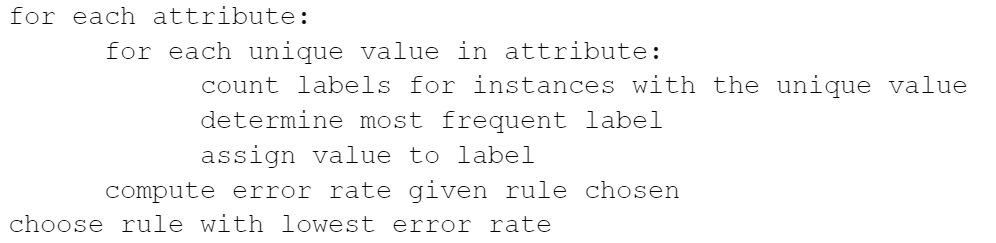 for each attribute:
for each unique value in attribute:
count labels for instances with the unique value
determine most frequent label
assign value to label
compute error rate given rule chosen
choose rule with lowest error rate